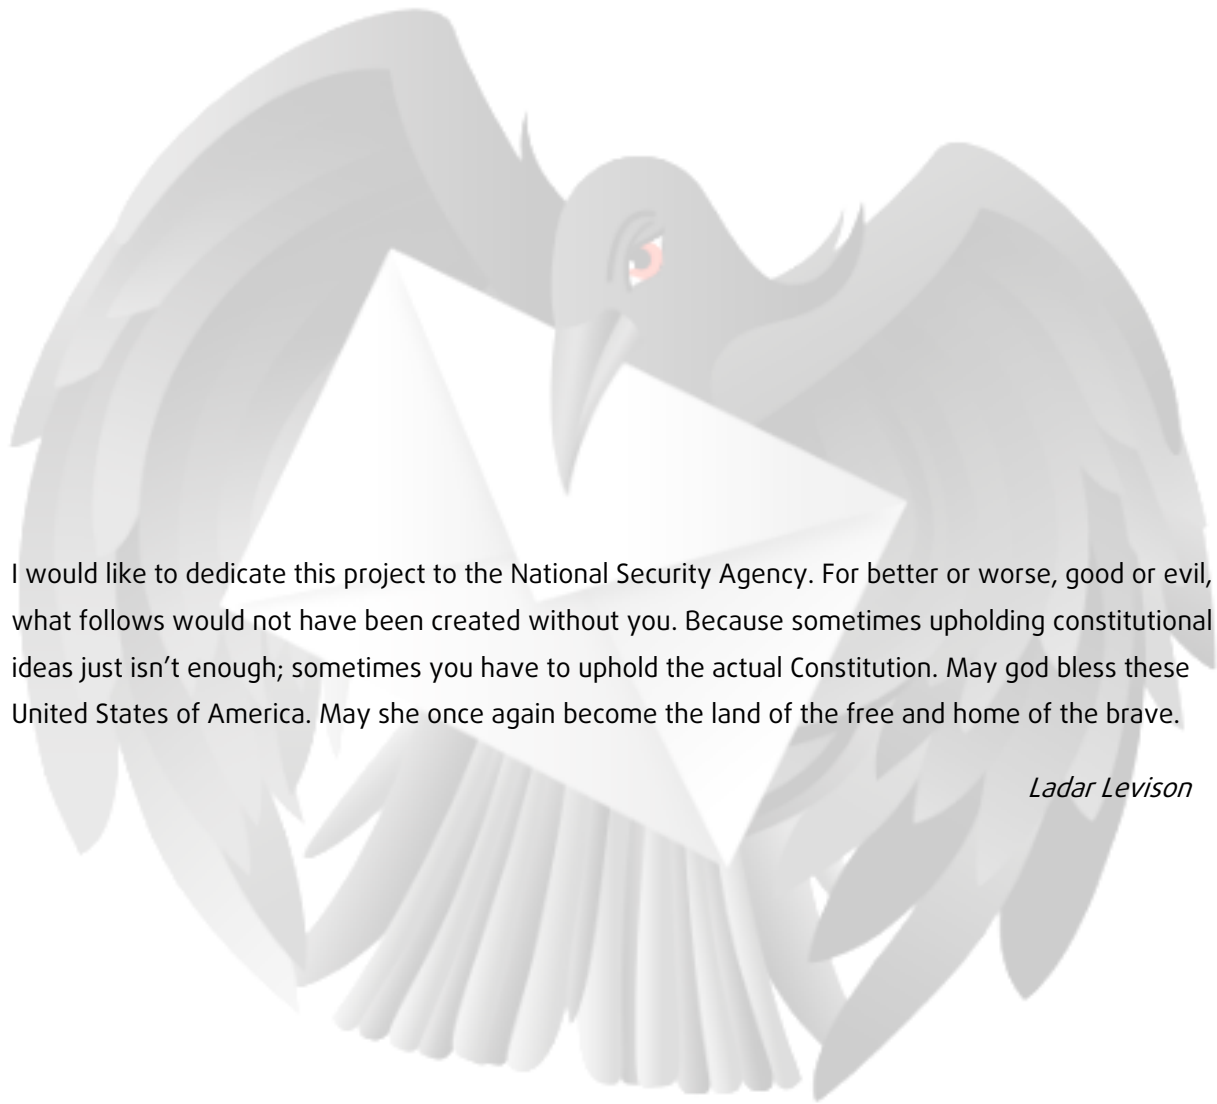 I would like to dedicate this project to the National Security Agency. For better or worse, good or evil,
what follows would not have been created without you. Because sometimes upholding constitutional
ideas just isn’t enough; sometimes you have to uphold the actual Constitution. May god bless these
United States of America. May she once again become the land of the free and home of the brave.
Ladar Levison